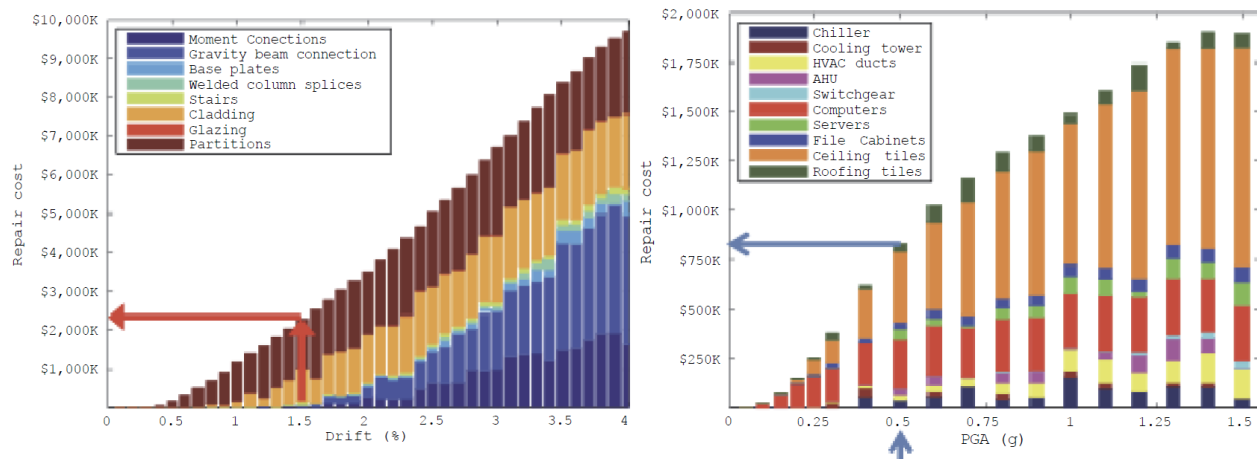 $10,000K
$9,000K
$8,000K
$7,000K
$6,000K
$5,000K
$4,000K
$3,000K
$2,000K
$1,000K
Repair cost
Moment Conections
Gravity beam connection
Base plates
Welded column splices
Stairs
Cladding
Glazing
Partitions
0 0.5 1 1.5 2 2.5 3 3.5 4
Drift (%)
$2,000K
$1,750K
$1,500K
$1,250K
$1,000K
$750K
$500K
$250K
Repair cost
Chiller
Cooling tower
HVAC ducts
AHU
Switchgear
Computers
Servers
File Cabinets
Ceiling tiles
Roofing tiles
0 0.25 0.5 0.75 1 1.25 1.5
PGA (g)